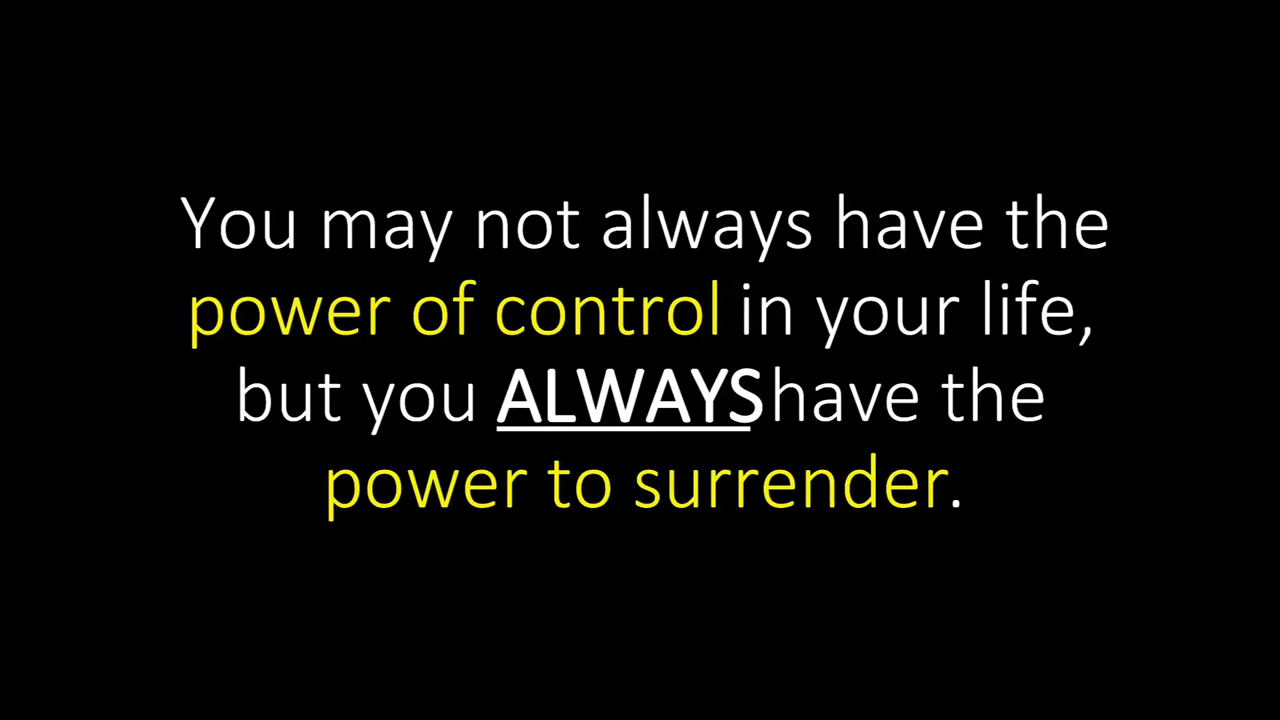 You may not always have the
power of control in your life,
but you ALWAYS have the
power to surrender.